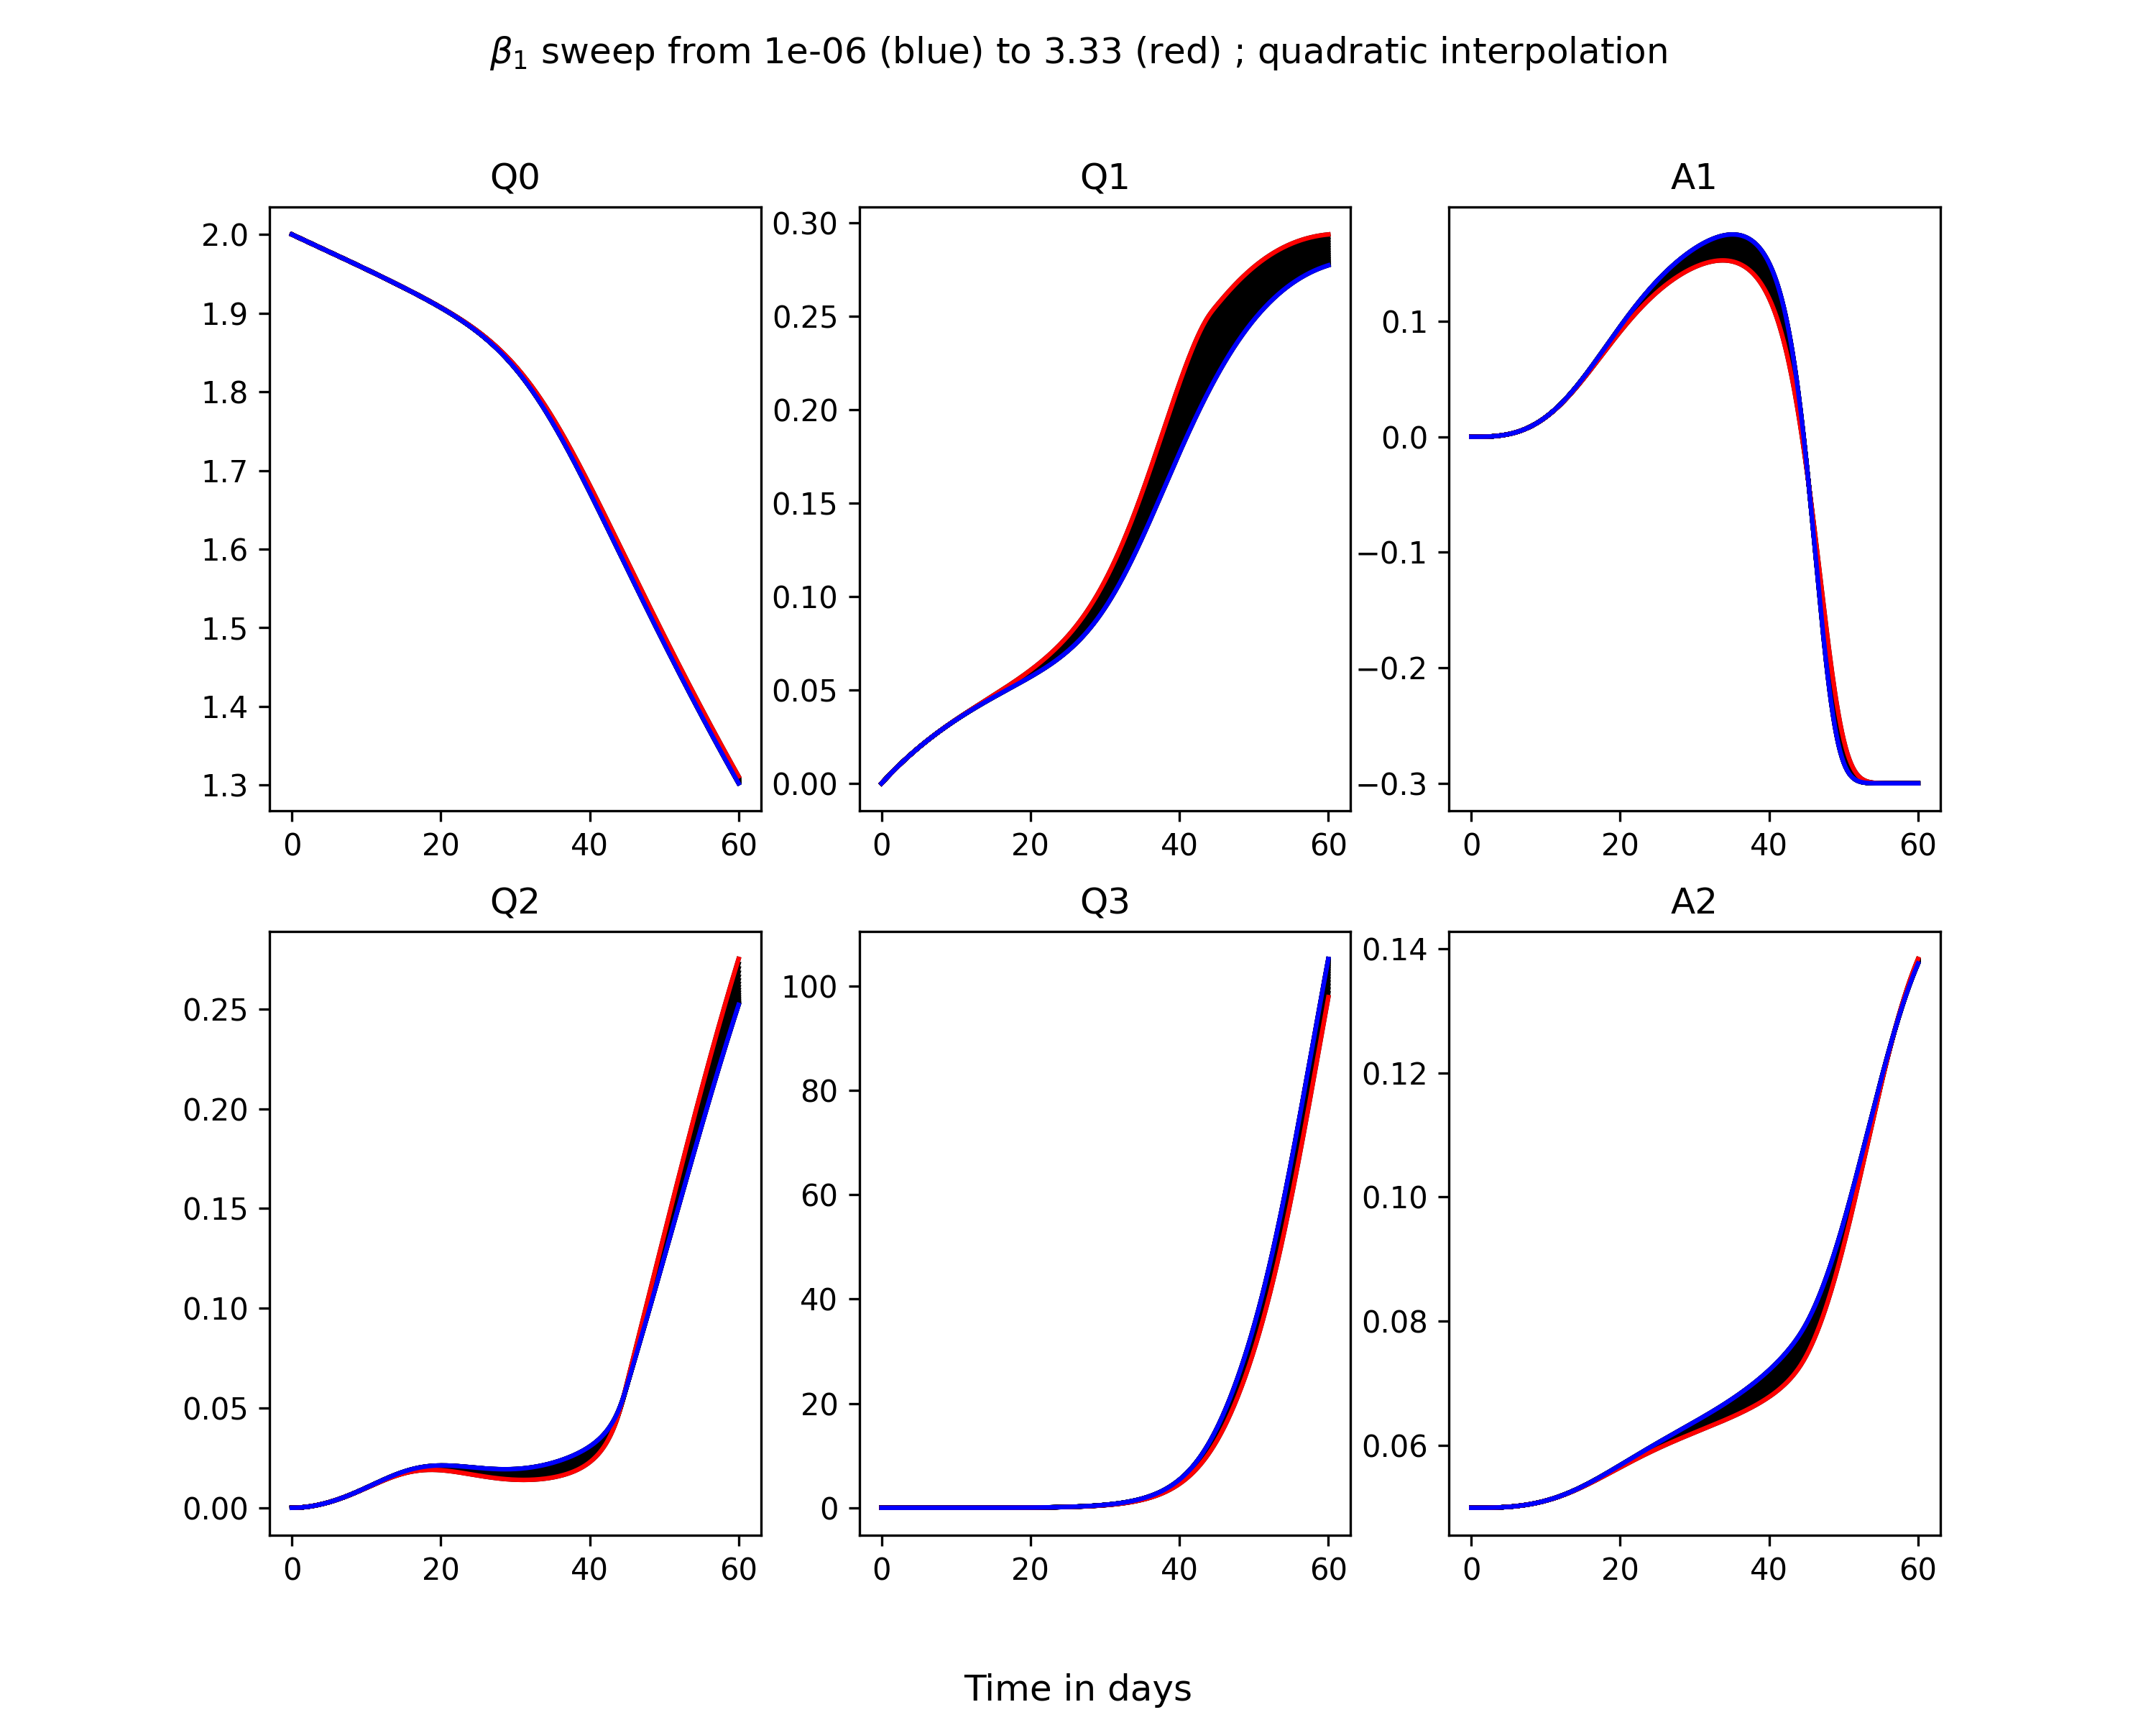 β₁ sweep from 1e-06 (blue) to 3.33 (red) ; quadratic interpolation
Q0
2.0
1.9
1.8
1.7
1.6
1.5
1.4
1.3
0 20 40 60
Q1
0.30
0.25
0.20
0.15
0.10
0.05
0.00
0 20 40 60
A1
0.1
0.0
−0.1
−0.2
−0.3
0 20 40 60
Q2
0.25
0.20
0.15
0.10
0.05
0.00
0 20 40 60
Q3
100
80
60
40
20
0
0 20 40 60
A2
0.14
0.12
0.10
0.08
0.06
0 20 40 60
Time in days